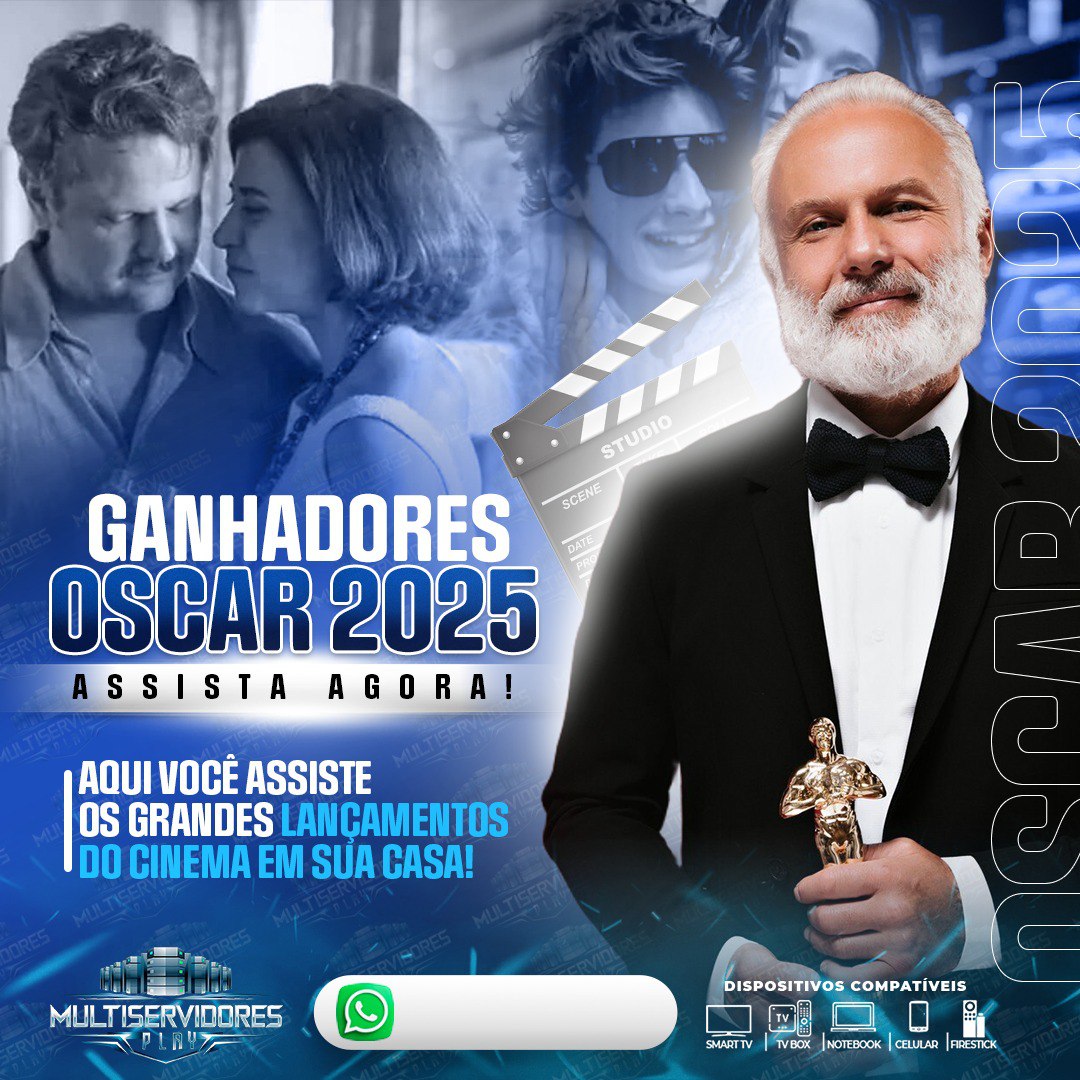 STUDIO
SCENE
DATE
GANHADORES
OSCAR 2025
ASSISTA AGORA!
AQUI VOCÊ ASSISTE
OS GRANDES LANÇAMENTOS
DO CINEMA EM SUA CASA!
MULTISERVIDORES
PLAY
DISPOSITIVOS COMPATÍVEIS
TV
SMART TV | TV BOX | NOTEBOOK | CELULAR | FIRESTICK
OSCAR 2025